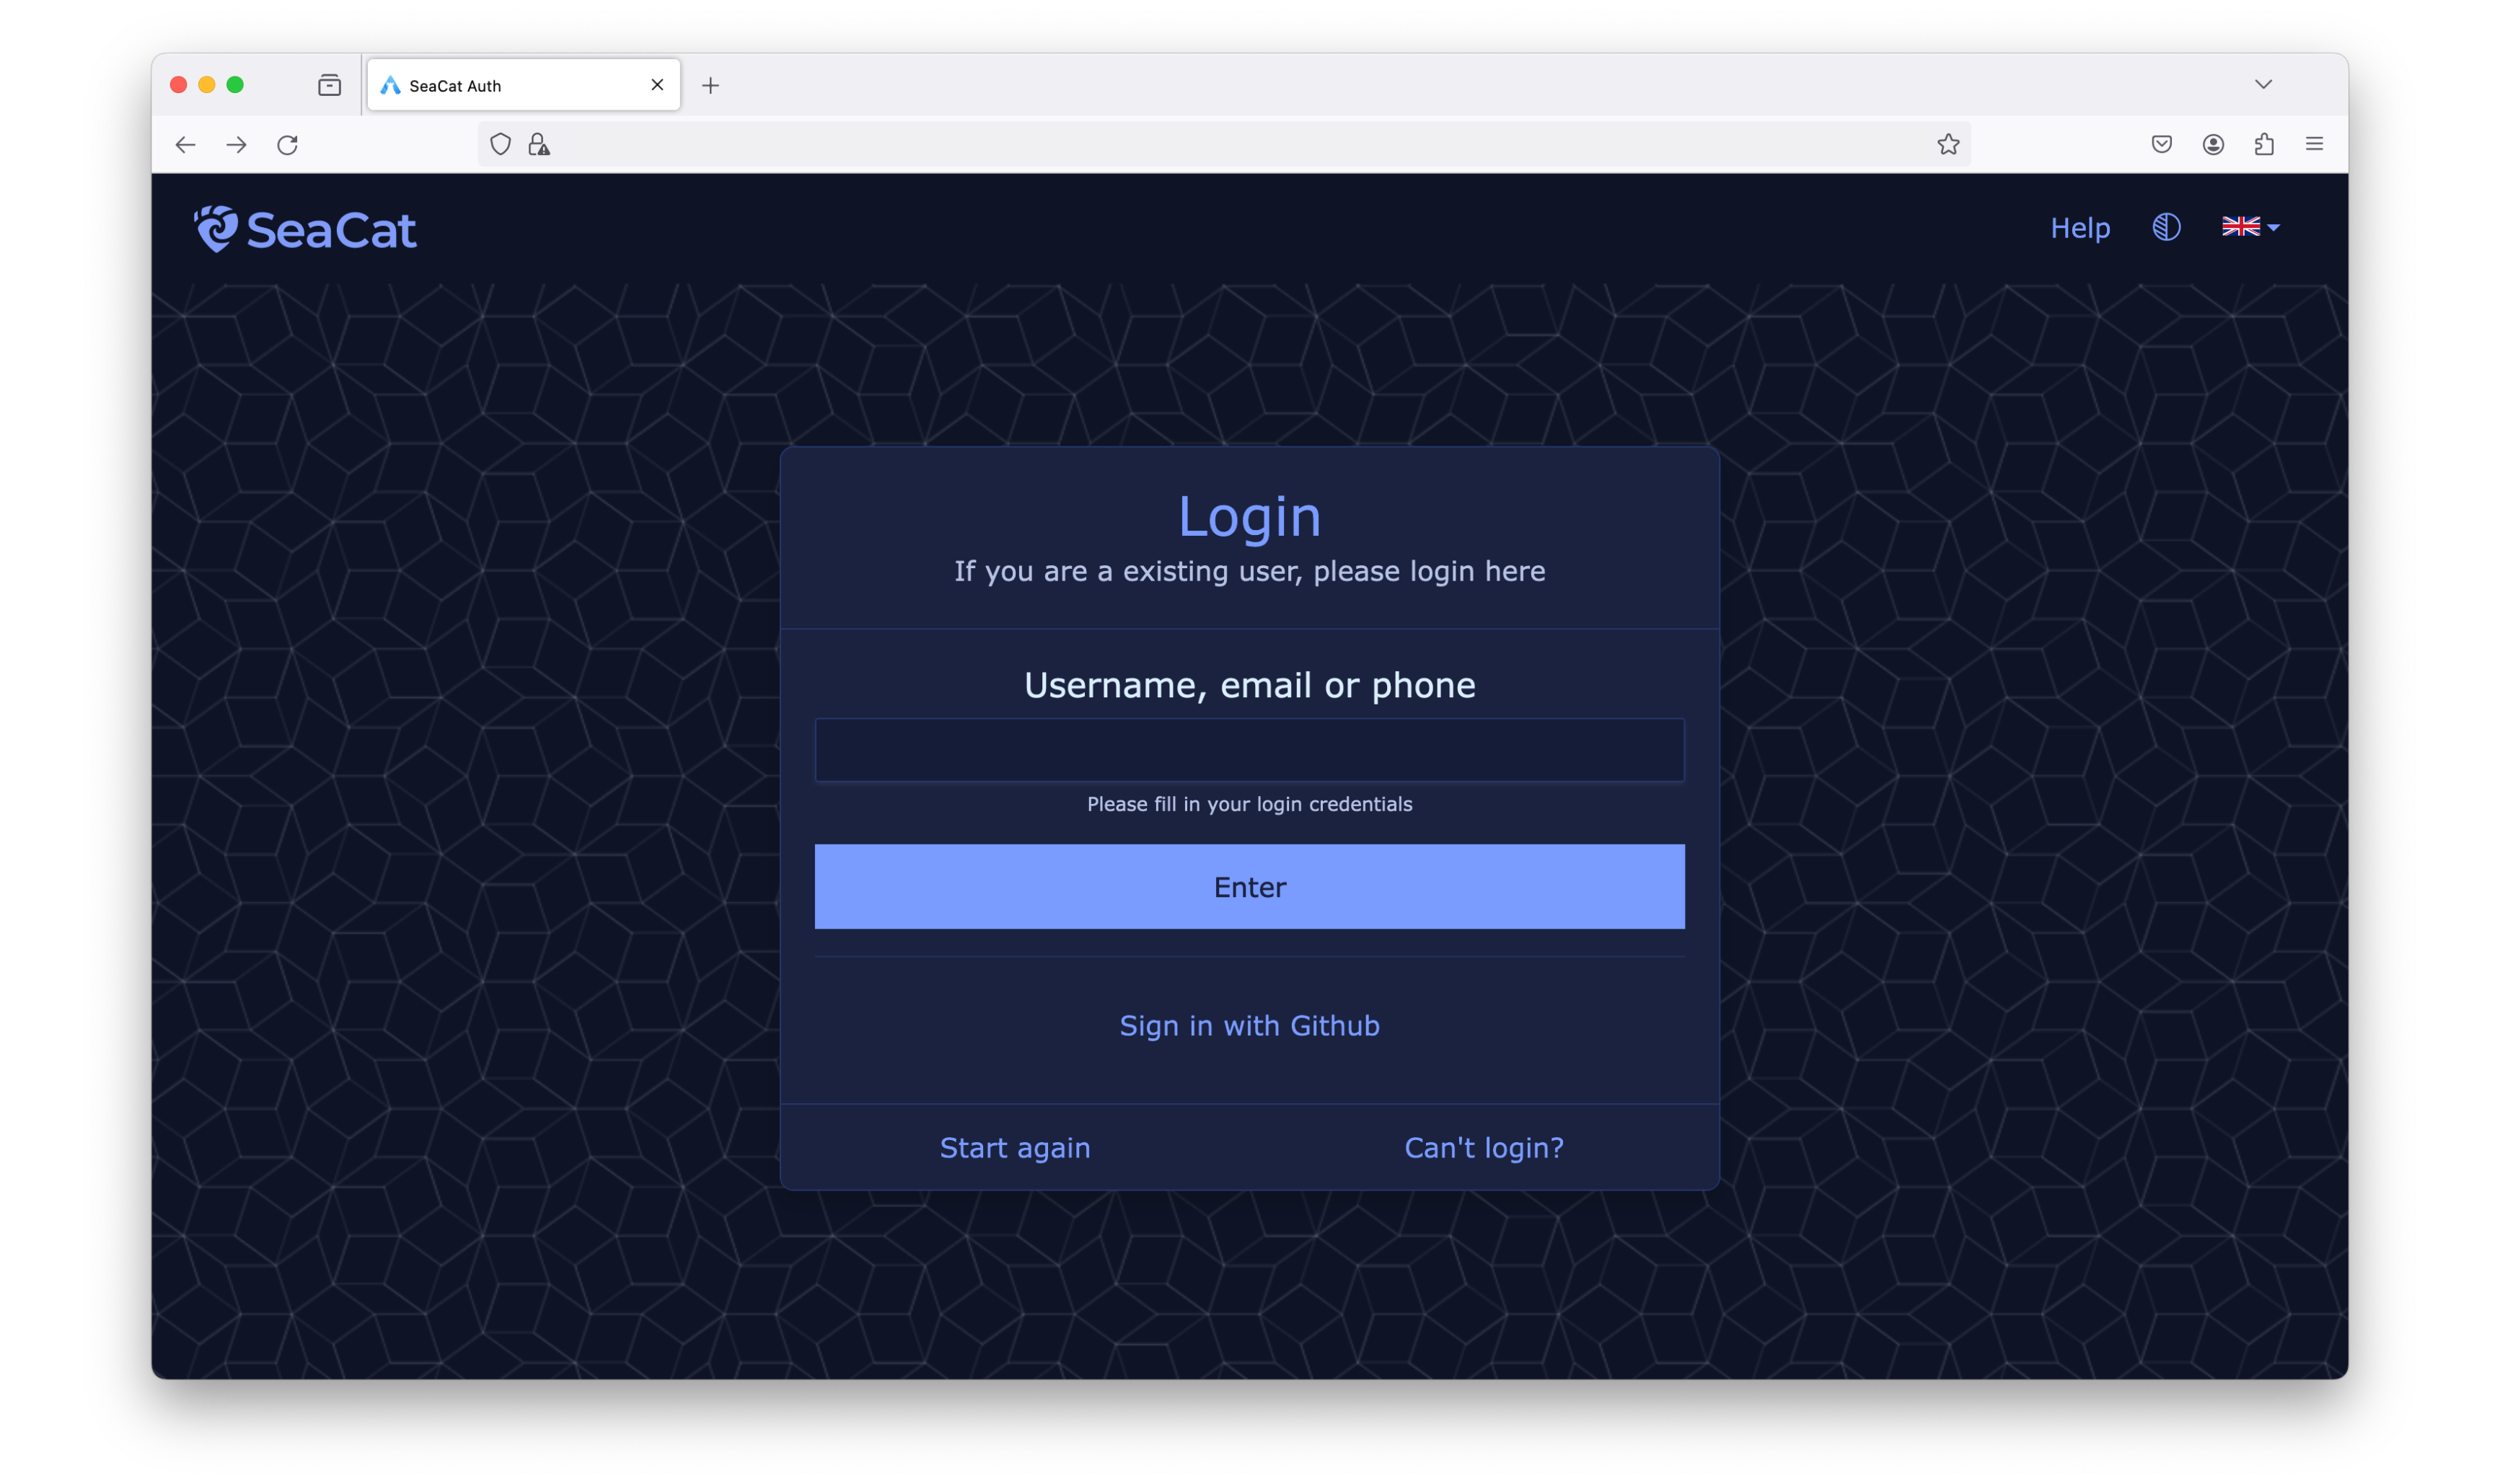 SeaCat Auth
SeaCat
Help
Login
If you are a existing user, please login here
Username, email or phone
Please fill in your login credentials
Enter
Sign in with Github
Start again
Can't login?